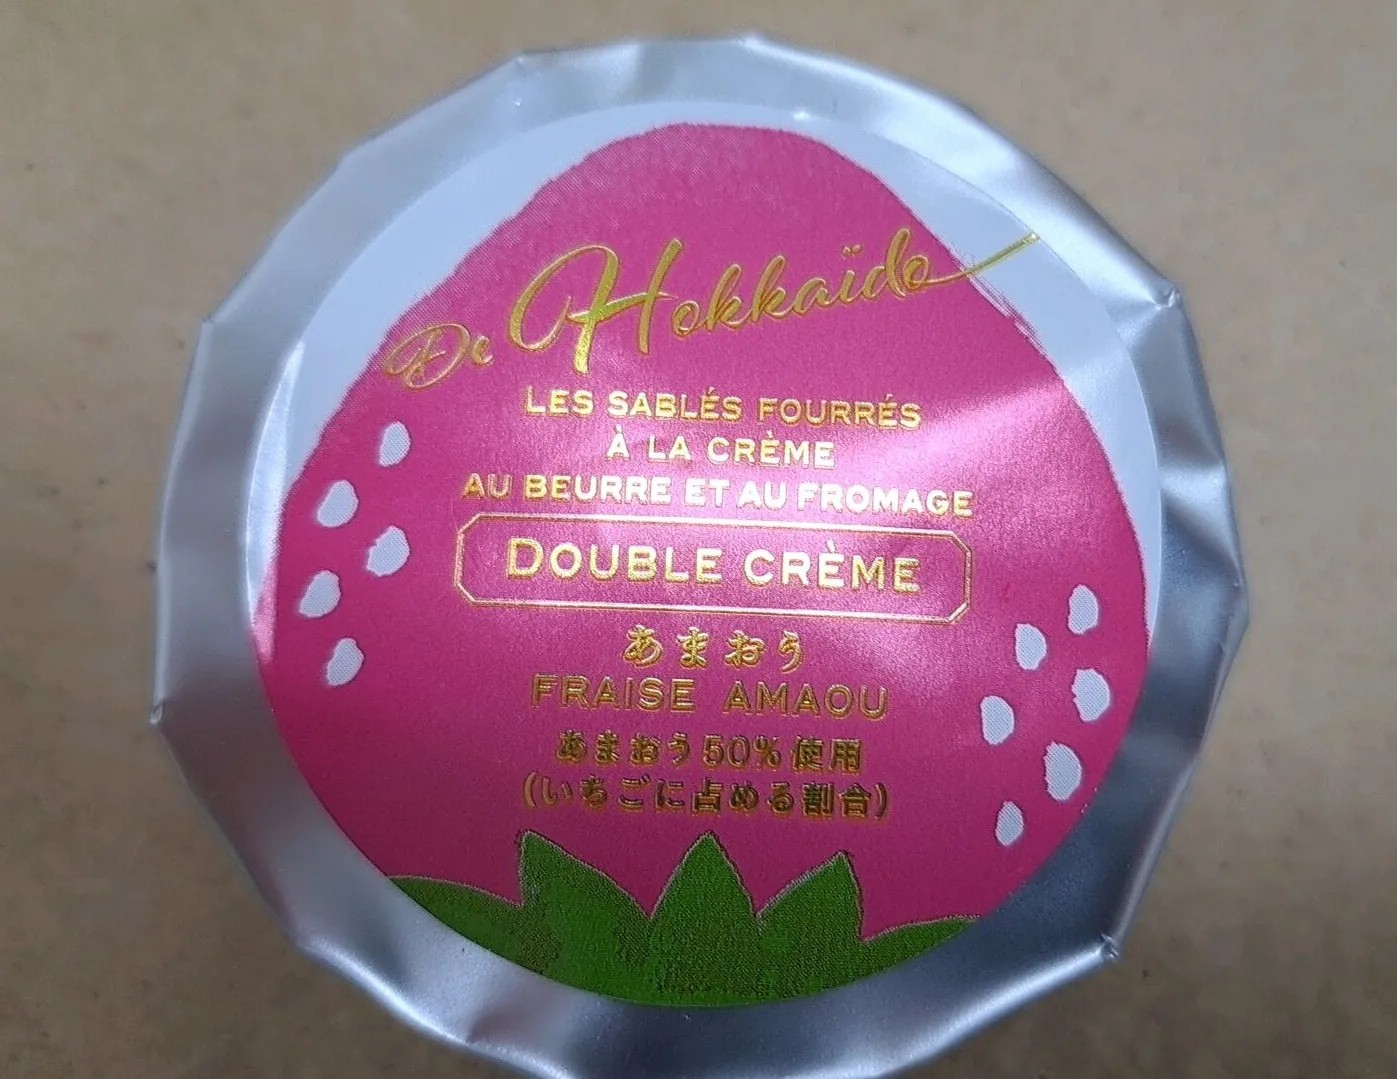 De Hokkaïdo
LES SABLÉS FOURRÉS
À LA CRÈME
AU BEURRE ET AU FROMAGE
DOUBLE CRÈME
あまおう
FRAISE AMAOU
あまおう50%使用
(いちごに占める割合)